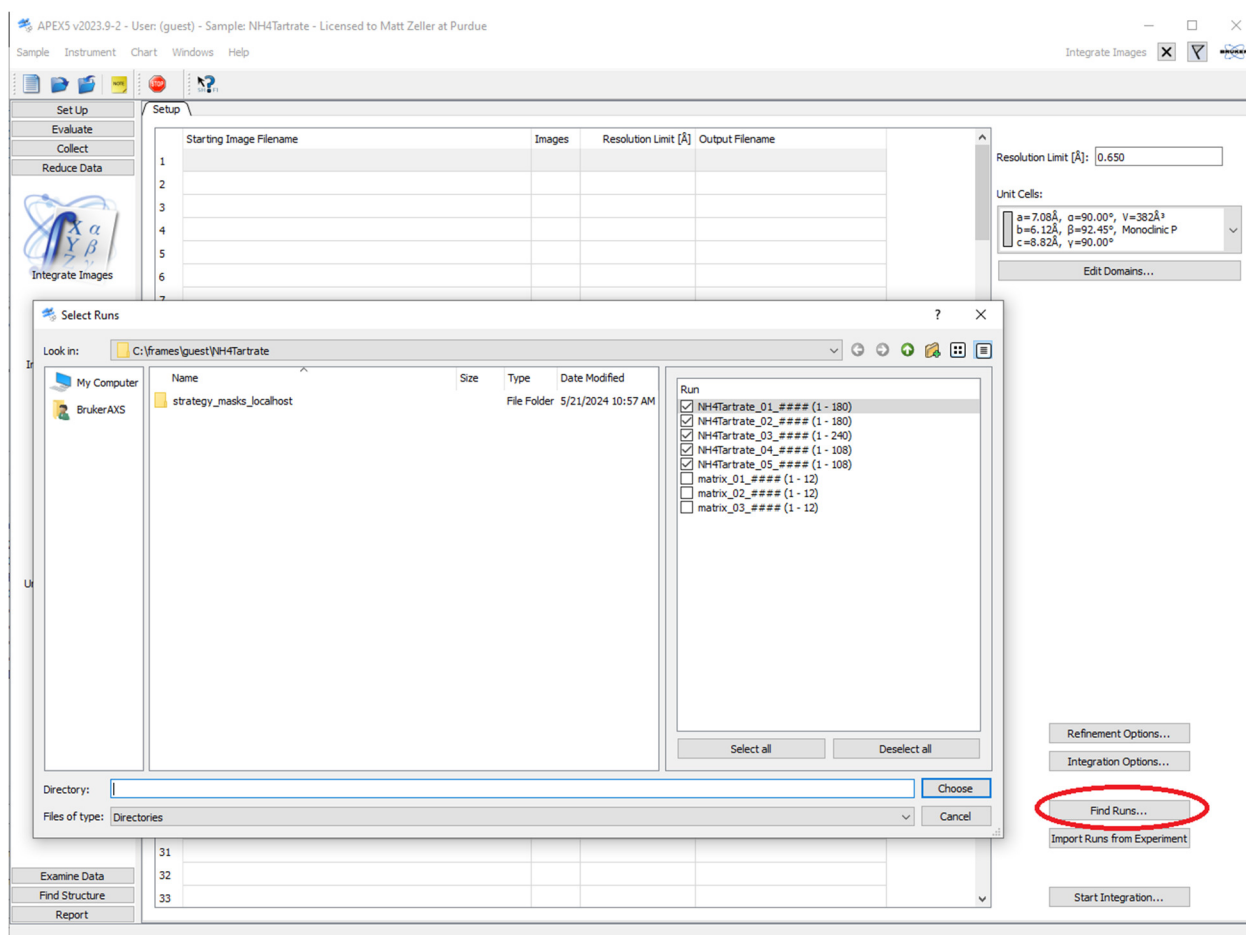 APEX5 v2023.9-2 - User: (guest) - Sample: NH4Tartrate - Licensed to Matt Zeller at Purdue
Sample Instrument Chart Windows Help
Integrate Images
BRUKER
NOTE
STOP
Set Up
Evaluate
Collect
Reduce Data
Integrate Images
Setup
Starting Image Filename Images Resolution Limit [Å] Output Filename
1
2
3
4
5
6
7
Resolution Limit [Å]: 0.650
Unit Cells:
a=7.08Å, α=90.00°, V=382Å³
b=6.12Å, β=92.45°, Monoclinic P
c=8.82Å, γ=90.00°
Edit Domains...
Select Runs
?
Look in: C:\frames\guest\NH4Tartrate
My Computer
BrukerAXS
Name Size Type Date Modified
strategy_masks_localhost File Folder 5/21/2024 10:57 AM
Run
NH4Tartrate_01_#### (1 - 180)
NH4Tartrate_02_#### (1 - 180)
NH4Tartrate_03_#### (1 - 240)
NH4Tartrate_04_#### (1 - 108)
NH4Tartrate_05_#### (1 - 108)
matrix_01_#### (1 - 12)
matrix_02_#### (1 - 12)
matrix_03_#### (1 - 12)
Select all Deselect all
Directory: Choose
Files of type: Directories Cancel
Refinement Options...
Integration Options...
Find Runs...
Import Runs from Experiment
Start Integration...
31
32
33
Examine Data
Find Structure
Report